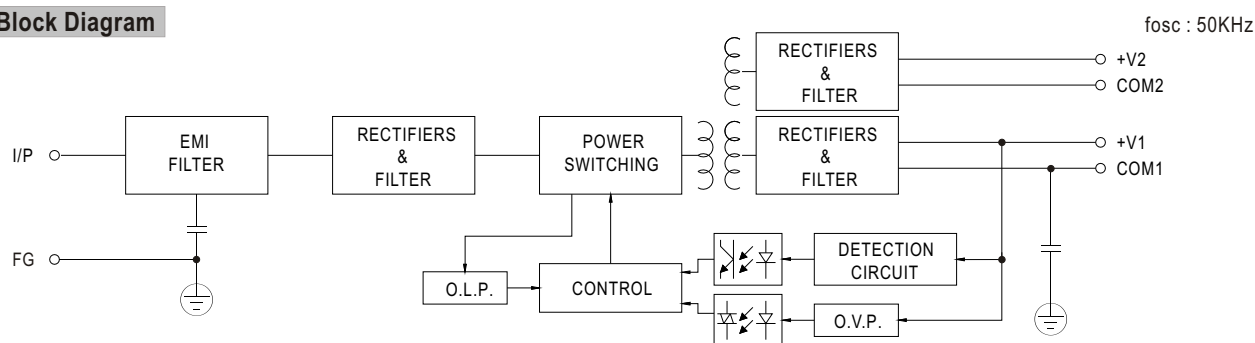 Block Diagram
fosc : 50KHz
RECTIFIERS
&
FILTER
+V2
COM2
I/P
EMI
FILTER
RECTIFIERS
&
FILTER
POWER
SWITCHING
RECTIFIERS
&
FILTER
+V1
COM1
FG
O.L.P.
CONTROL
DETECTION
CIRCUIT
O.V.P.